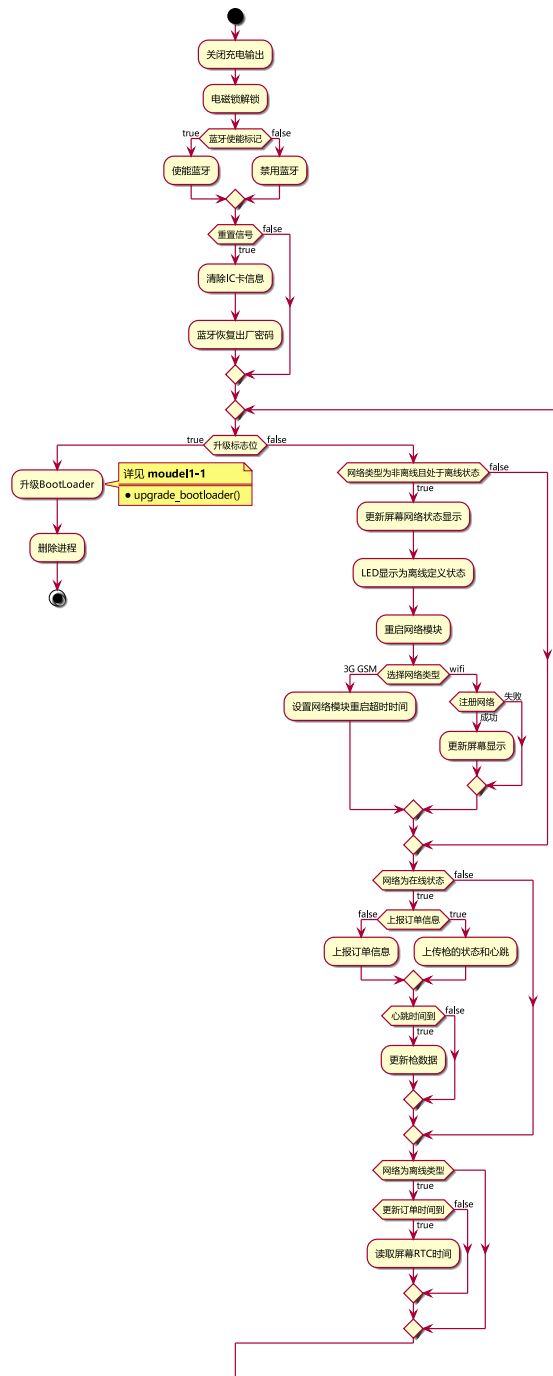 关闭充电输出
电磁锁解锁
true
蓝牙使能标记
false
使能蓝牙
禁用蓝牙
重置信号
false
true
清除IC卡信息
蓝牙恢复出厂密码
true
升级标志位
false
升级BootLoader
详见 moudel1-1
• upgrade_bootloader()
删除进程
网络类型为非离线且处于离线状态
false
true
更新屏幕网络状态显示
LED显示为离线定义状态
重启网络模块
3G GSM
选择网络类型
wifi
设置网络模块重启超时时间
注册网络
失败
成功
更新屏幕显示
网络为在线状态
false
true
false
上报订单信息
true
上报订单信息
上传枪的状态和心跳
心跳时间到
false
true
更新枪数据
网络为离线类型
true
更新订单时间到
false
true
读取屏幕RTC时间